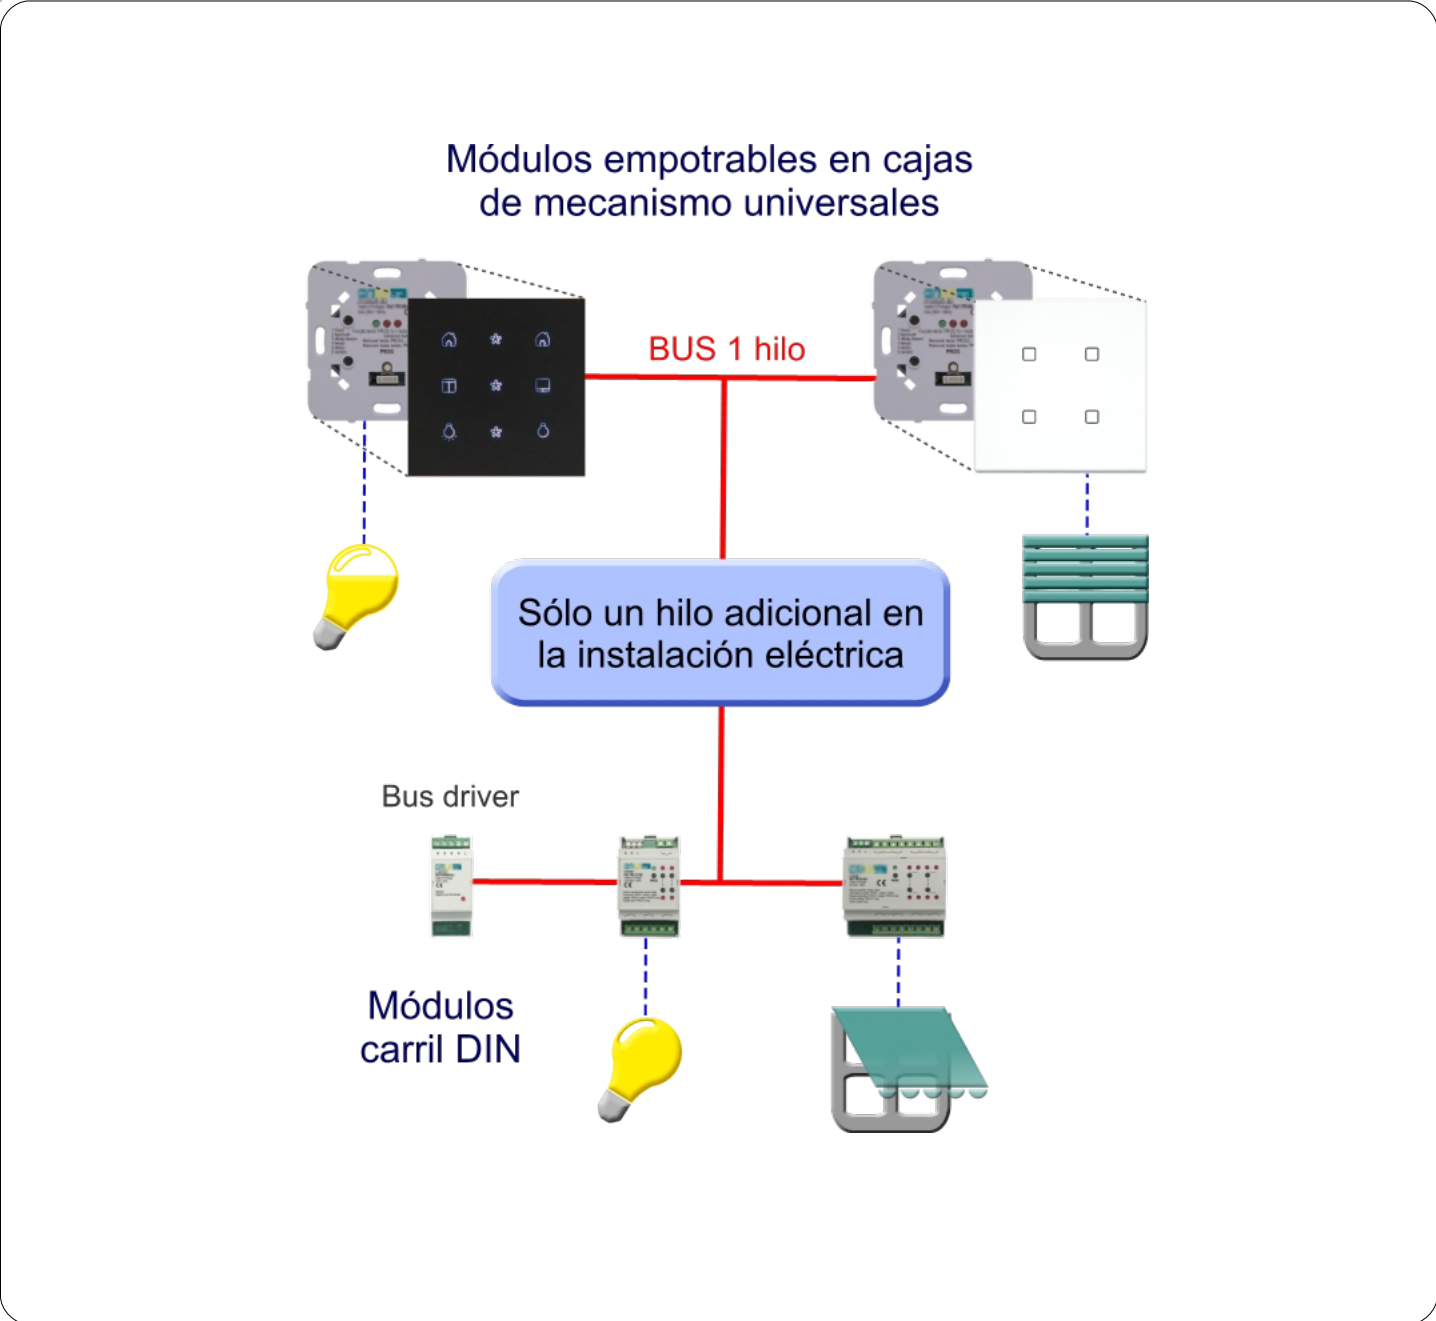 Módulos empotrables en cajas
de mecanismo universales
BUS 1 hilo
Sólo un hilo adicional en
la instalación eléctrica
Bus driver
Módulos
carril DIN